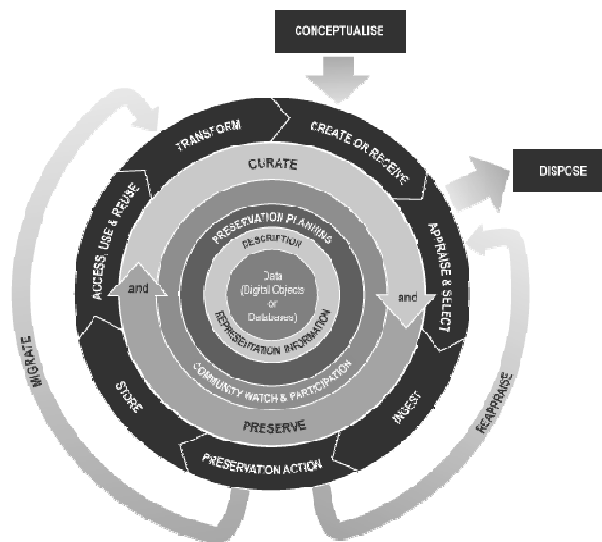 CONCEPTUALISE
DISPOSE
CREATE OR RECEIVE
APPRAISE & SELECT
INGEST
PRESERVATION ACTION
STORE
ACCESS, USE & REUSE
TRANSFORM
MIGRATE
REAPPRAISE
CURATE
and
PRESERVE
and
COMMUNITY WATCH & PARTICIPATION
PRESERVATION PLANNING
DESCRIPTION
REPRESENTATION INFORMATION
Data
(Digital Objects
or
Databases)